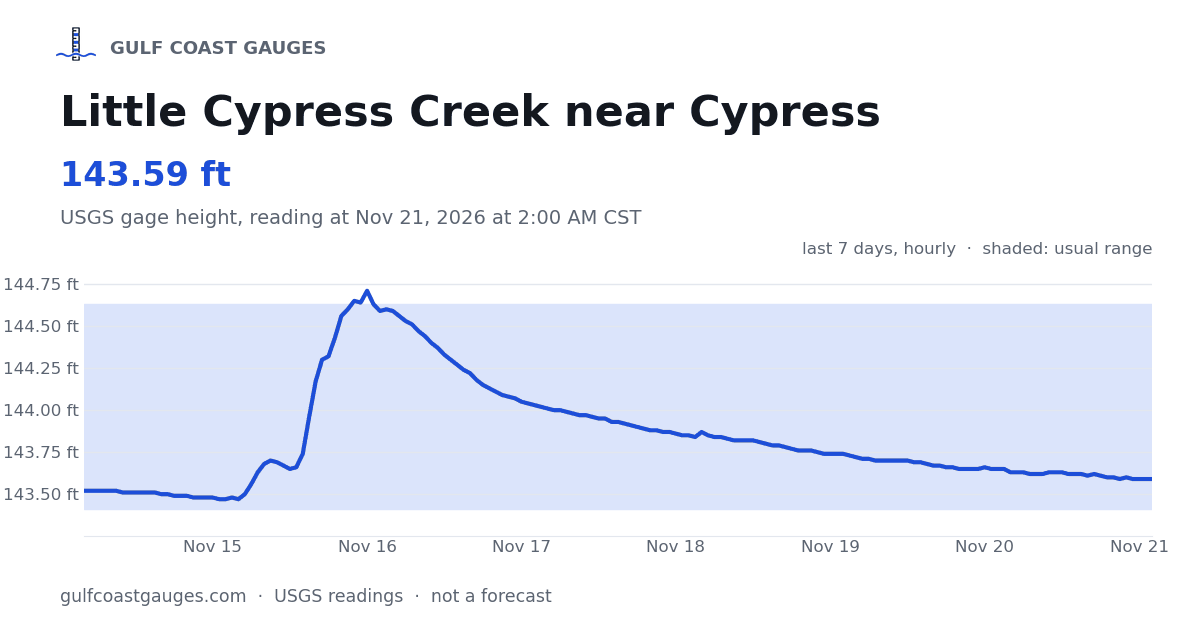 GULF COAST GAUGES
Little Cypress Creek near Cypress
143.59 ft
USGS gage height, reading at Nov 21, 2026 at 2:00 AM CST
last 7 days, hourly · shaded: usual range
144.75 ft
144.50 ft
144.25 ft
144.00 ft
143.75 ft
143.50 ft
Nov 15 Nov 16 Nov 17 Nov 18 Nov 19 Nov 20 Nov 21
gulfcoastgauges.com · USGS readings · not a forecast